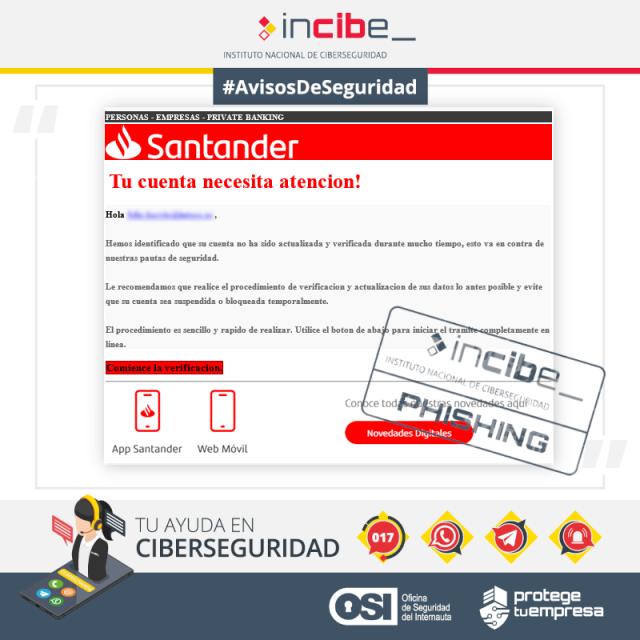 incibe_
INSTITUTO NACIONAL DE CIBERSEGURIDAD
#AvisosDeSeguridad
PERSONAS - EMPRESAS - PRIVATE BANKING
Santander
Tu cuenta necesita atencion!
Hola ,
Hemos identificado que su cuenta no ha sido actualizada y verificada durante mucho tiempo, esto va en contra de
nuestras pautas de seguridad.
Le recomendamos que realice el procedimiento de verificacion y actualizacion de sus datos lo antes posible y evite
que su cuenta sea suspendida o bloqueada temporalmente.
El procedimiento es sencillo y rapido de realizar. Utilice el boton de abajo para iniciar el tramite completamente en
linea.
Comience la verificacion.
incibe_
INSTITUTO NACIONAL DE CIBERSEGURIDAD
PHISHING
Conoce todas nuestras novedades aquí
Novedades Digitales
App Santander
Web Móvil
TU AYUDA EN
CIBERSEGURIDAD
017
OSI
Oficina
de Seguridad
del Internauta
protege
tuempresa